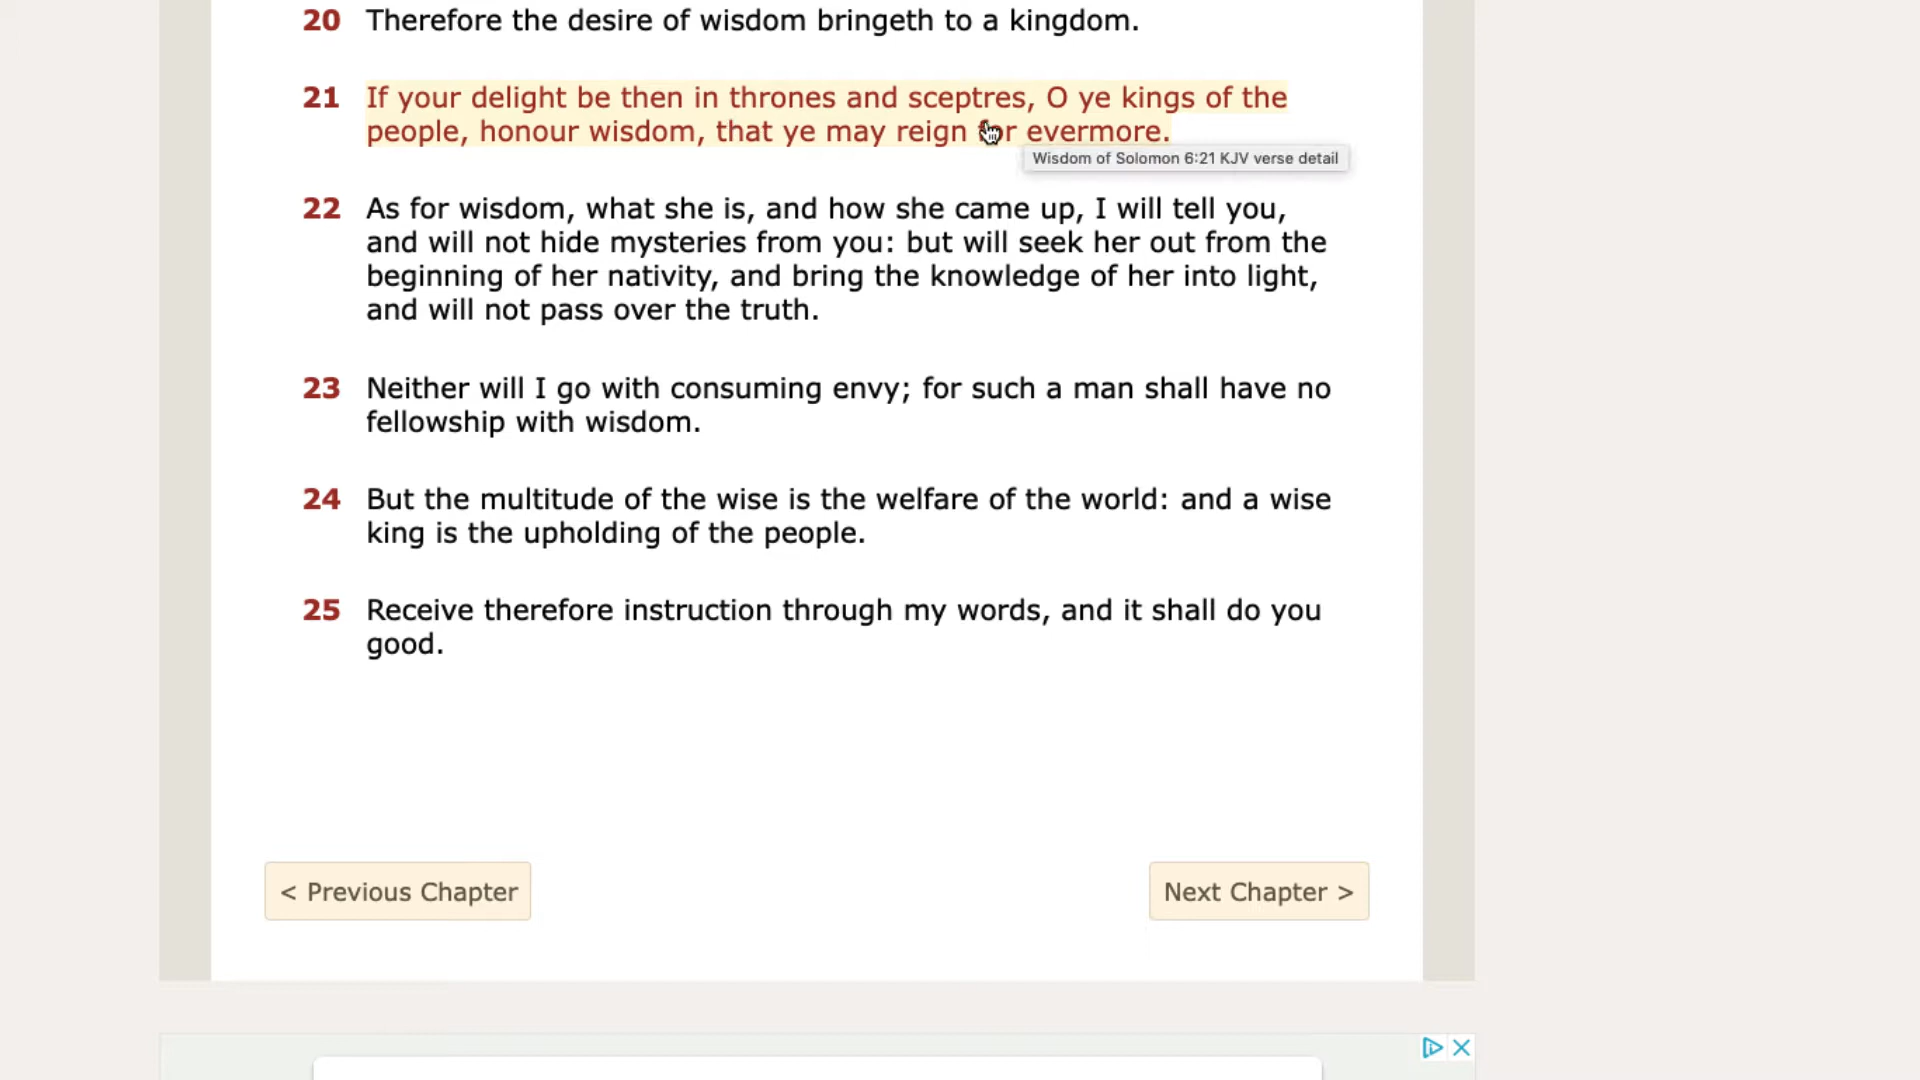 20 Therefore the desire of wisdom bringeth to a kingdom.
21 If your delight be then in thrones and sceptres, O ye kings of the
people, honour wisdom, that ye may reign for evermore.
Wisdom of Solomon 6:21 KJV verse detail
22 As for wisdom, what she is, and how she came up, I will tell you,
and will not hide mysteries from you: but will seek her out from the
beginning of her nativity, and bring the knowledge of her into light,
and will not pass over the truth.
23 Neither will I go with consuming envy; for such a man shall have no
fellowship with wisdom.
24 But the multitude of the wise is the welfare of the world: and a wise
king is the upholding of the people.
25 Receive therefore instruction through my words, and it shall do you
good.
< Previous Chapter
Next Chapter >